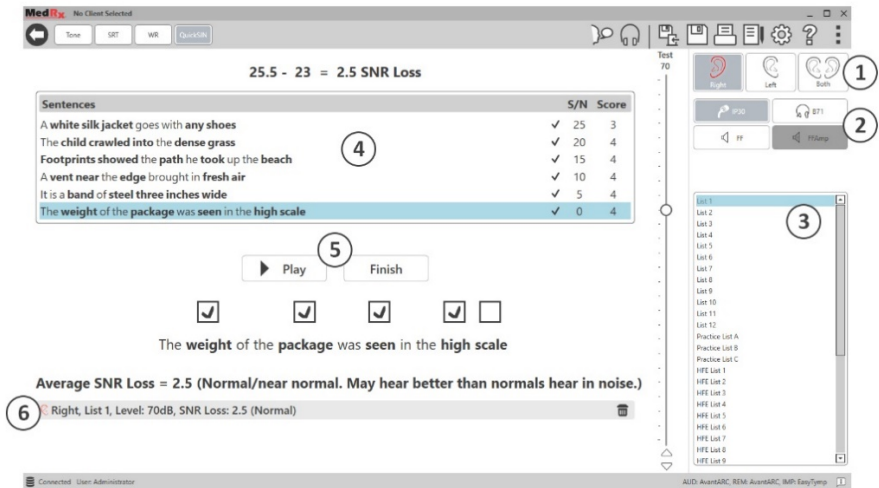 MedRx No Client Selected
Tone SRT WR QuickSIN
Test
70
25.5 - 23 = 2.5 SNR Loss
Right Left Both
1
IP30 B71
2
FF FFSamp
Sentences S/N Score
A white silk jacket goes with any shoes ✓ 25 3
The child crawled into the dense grass ✓ 20 4
Footprints showed the path he took up the beach ✓ 15 4
A vent near the edge brought in fresh air ✓ 10 4
It is a band of steel three inches wide ✓ 5 4
The weight of the package was seen in the high scale ✓ 0 4
4
5
Play Finish
The weight of the package was seen in the high scale
Average SNR Loss = 2.5 (Normal/near normal. May hear better than normals hear in noise.)
6
Right, List 1, Level: 70dB, SNR Loss: 2.5 (Normal)
3
List 1
List 2
List 3
List 4
List 5
List 6
List 7
List 8
List 9
List 10
List 11
List 12
Practice List A
Practice List B
Practice List C
HFE List 1
HFE List 2
HFE List 3
HFE List 4
HFE List 5
HFE List 6
HFE List 7
HFE List 8
HFE List 9
Connected User: Administrator
AUD: AvantARC, REM: AvantARC, IMP: EasyTymp